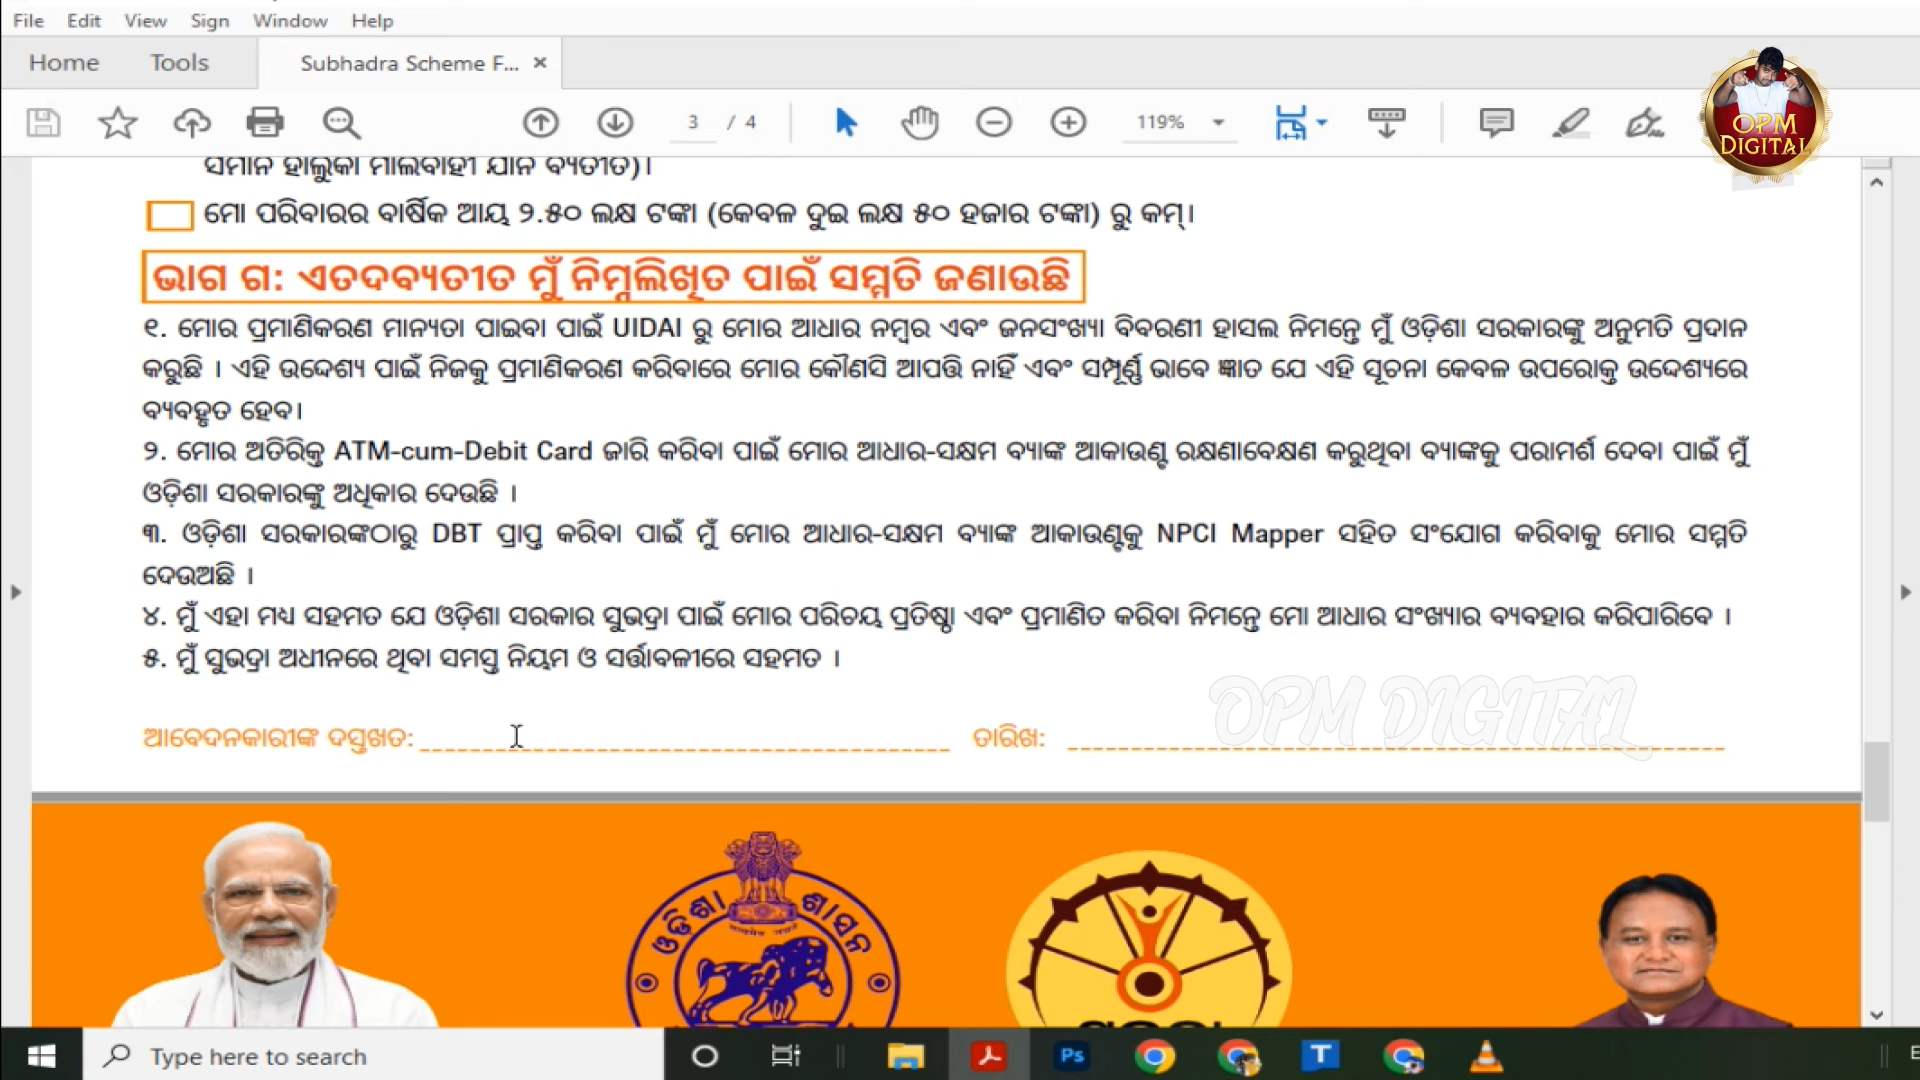 File Edit View Sign Window Help
Home Tools Subhadra Scheme F... ×
3 / 4 119%
OPM
DIGITAL
ସମାନ ହାଲୁକା ମାଲବାହୀ ଯାନ ବ୍ୟତୀତ)।
ମୋ ପରିବାରର ବାର୍ଷିକ ଆୟ ୨.୫୦ ଲକ୍ଷ ଟଙ୍କା (କେବଳ ଦୁଇ ଲକ୍ଷ ୫୦ ହଜାର ଟଙ୍କା) ରୁ କମ୍।
ଭାଗ ଗ: ଏତଦବ୍ୟତୀତ ମୁଁ ନିମ୍ନଲିଖିତ ପାଇଁ ସମ୍ମତି ଜଣାଉଛି
୧. ମୋର ପ୍ରମାଣିକରଣ ମାନ୍ୟତା ପାଇବା ପାଇଁ UIDAI ରୁ ମୋର ଆଧାର ନମ୍ବର ଏବଂ ଜନସଂଖ୍ୟା ବିବରଣୀ ହାସଲ ନିମନ୍ତେ ମୁଁ ଓଡ଼ିଶା ସରକାରଙ୍କୁ ଅନୁମତି ପ୍ରଦାନ
କରୁଛି । ଏହି ଉଦ୍ଦେଶ୍ୟ ପାଇଁ ନିଜକୁ ପ୍ରମାଣିକରଣ କରିବାରେ ମୋର କୌଣସି ଆପତ୍ତି ନାହିଁ ଏବଂ ସମ୍ପୂର୍ଣ୍ଣ ଭାବେ ଜ୍ଞାତ ଯେ ଏହି ସୂଚନା କେବଳ ଉପରୋକ୍ତ ଉଦ୍ଦେଶ୍ୟରେ
ବ୍ୟବହୃତ ହେବ।
୨. ମୋର ଅତିରିକ୍ତ ATM-cum-Debit Card ଜାରି କରିବା ପାଇଁ ମୋର ଆଧାର-ସକ୍ଷମ ବ୍ୟାଙ୍କ ଆକାଉଣ୍ଟ ରକ୍ଷଣାବେକ୍ଷଣ କରୁଥିବା ବ୍ୟାଙ୍କକୁ ପରାମର୍ଶ ଦେବା ପାଇଁ ମୁଁ
ଓଡ଼ିଶା ସରକାରଙ୍କୁ ଅଧିକାର ଦେଉଛି ।
୩. ଓଡ଼ିଶା ସରକାରଙ୍କଠାରୁ DBT ପ୍ରାପ୍ତ କରିବା ପାଇଁ ମୁଁ ମୋର ଆଧାର-ସକ୍ଷମ ବ୍ୟାଙ୍କ ଆକାଉଣ୍ଟକୁ NPCI Mapper ସହିତ ସଂଯୋଗ କରିବାକୁ ମୋର ସମ୍ମତି
ଦେଉଅଛି ।
୪. ମୁଁ ଏହା ମଧ୍ୟ ସହମତ ଯେ ଓଡ଼ିଶା ସରକାର ସୁଭଦ୍ରା ପାଇଁ ମୋର ପରିଚୟ ପ୍ରତିଷ୍ଠା ଏବଂ ପ୍ରମାଣିତ କରିବା ନିମନ୍ତେ ମୋ ଆଧାର ସଂଖ୍ୟାର ବ୍ୟବହାର କରିପାରିବେ ।
୫. ମୁଁ ସୁଭଦ୍ରା ଅଧୀନରେ ଥିବା ସମସ୍ତ ନିୟମ ଓ ସର୍ତ୍ତାବଳୀରେ ସହମତ ।
OPM DIGITAL
ଆବେଦନକାରୀଙ୍କ ଦସ୍ତଖତ: ତାରିଖ:
ଓଡ଼ିଶା ଶାସନ
Type here to search
Ps
T